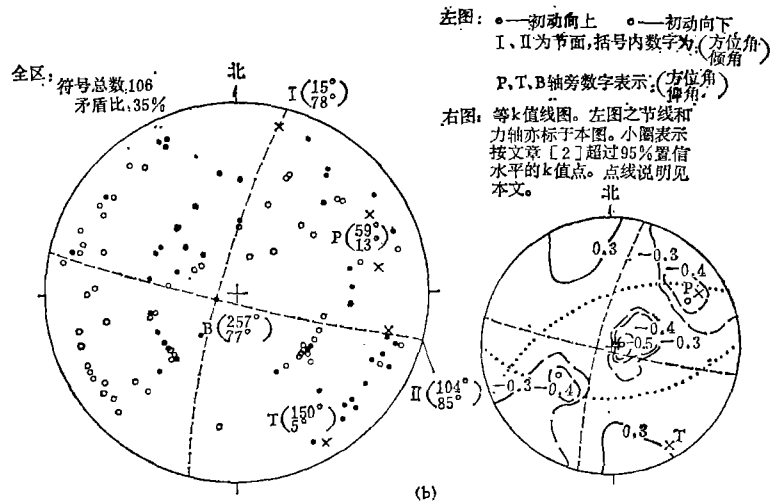 左图: ●—初动向上 ○—初动向下
I、II为节面,括号内数字为:(方位角 倾角)
P,T,B轴旁数字表示:(方位角 仰角)
右图: 等k值线图。左图之节线和
力轴亦标于本图。小圈表示
按文章〔2〕超过95%置信
水平的k值点。点线说明见
本文。
全区: 符号总数,106
矛盾比,35%
北
I(15° 78°)
P(59° 13°)
B(257° 77°)
T(150° 5°)
II(104° 85°)
北
0.3
-0.3
-0.4
P
-0.4
-0.5
-0.3
-0.3
-0.4
0.3
T
(b)